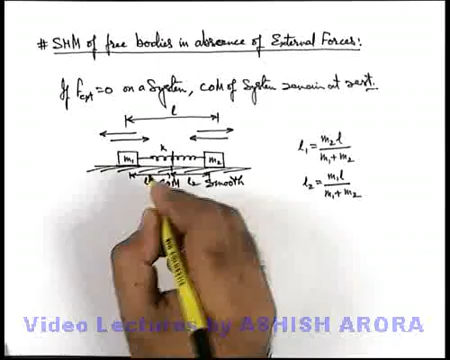 # SHM of free bodies in absence of External Forces:
If Fext = 0 on a System, COM of System remain at rest.
l
k
m₁ m₂
COM l₂ Smooth
l₁ = m₂l / m₁+m₂
l₂ = m₁l / m₁+m₂
Video Lectures by ASHISH ARORA